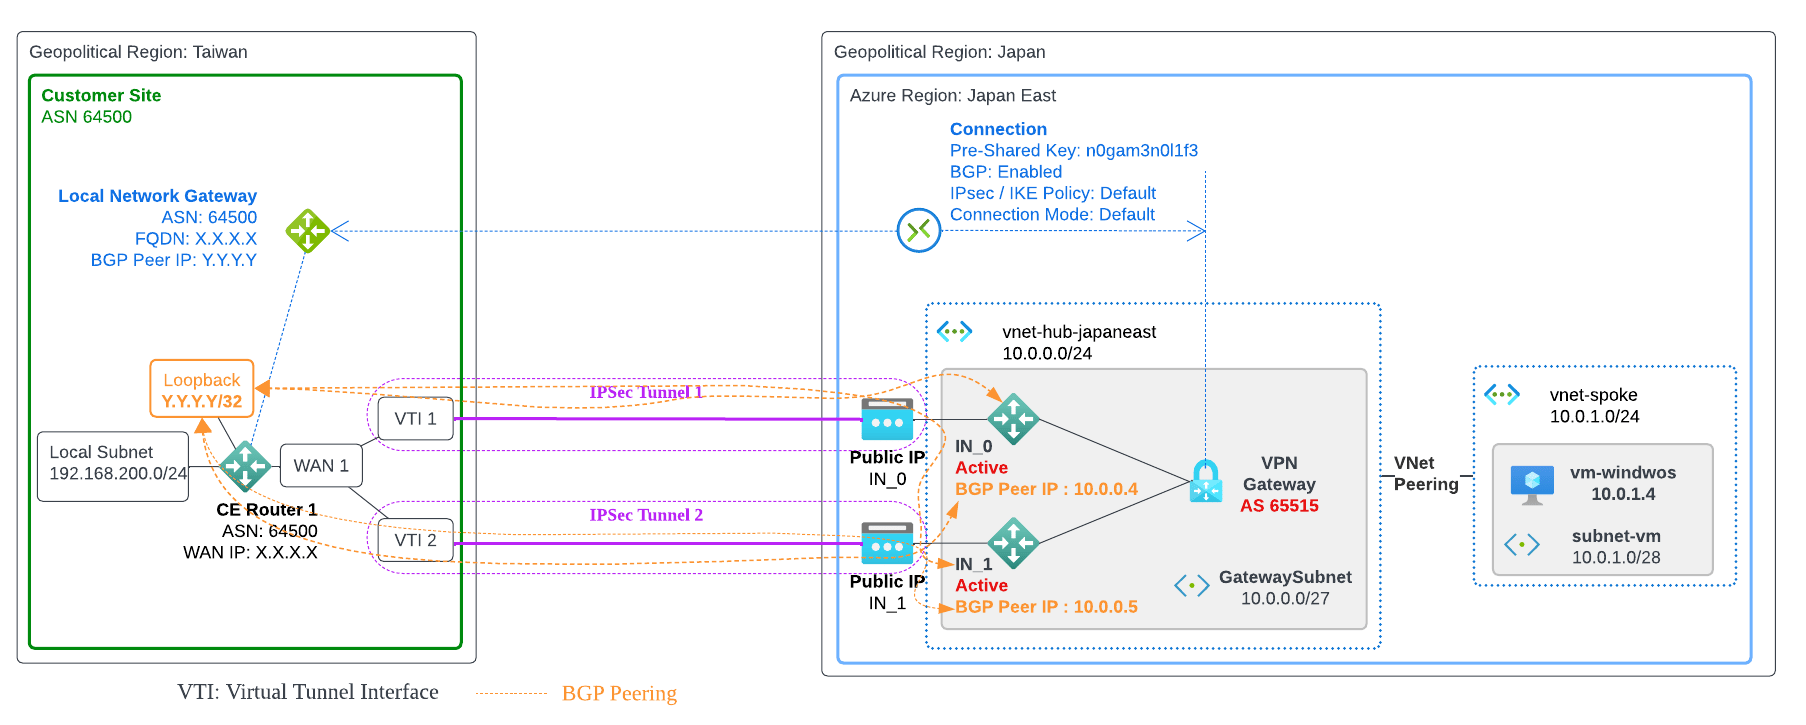 Geopolitical Region: Taiwan
Customer Site
ASN 64500
Local Network Gateway
ASN: 64500
FQDN: X.X.X.X
BGP Peer IP: Y.Y.Y.Y
Loopback
Y.Y.Y.Y/32
Local Subnet
192.168.200.0/24
WAN 1
VTI 1
VTI 2
CE Router 1
ASN: 64500
WAN IP: X.X.X.X
IPSec Tunnel 1
IPSec Tunnel 2
Geopolitical Region: Japan
Azure Region: Japan East
Connection
Pre-Shared Key: n0gam3n0l1f3
BGP: Enabled
IPsec / IKE Policy: Default
Connection Mode: Default
vnet-hub-japaneast
10.0.0.0/24
Public IP
IN_0
IN_0
Active
BGP Peer IP : 10.0.0.4
Public IP
IN_1
IN_1
Active
BGP Peer IP : 10.0.0.5
VPN
Gateway
AS 65515
GatewaySubnet
10.0.0.0/27
VNet
Peering
vnet-spoke
10.0.1.0/24
vm-windwos
10.0.1.4
subnet-vm
10.0.1.0/28
VTI: Virtual Tunnel Interface
BGP Peering